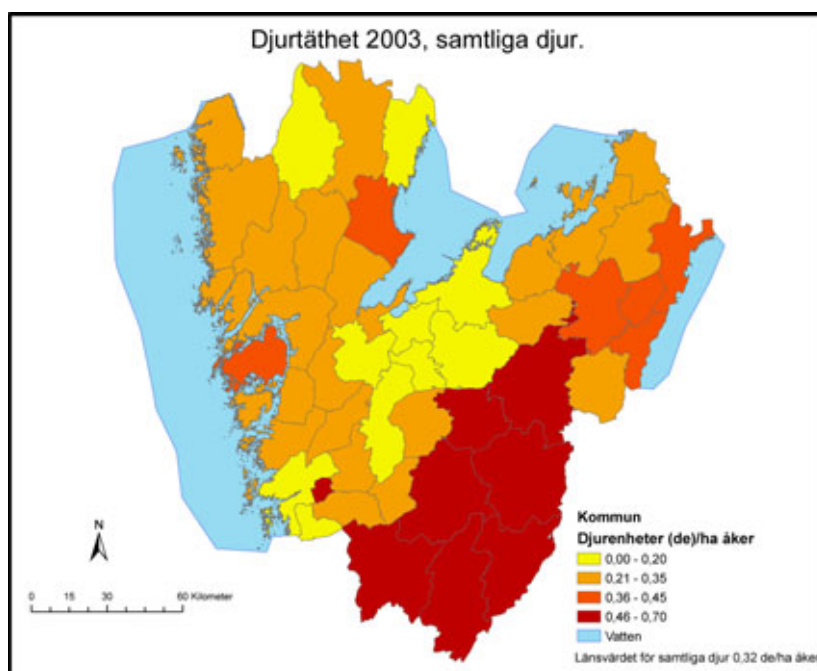 Djurtäthet 2003, samtliga djur.
N
0 15 30 60 Kilometer
Kommun
Djurenheter (de)/ha åker
0,00 - 0,20
0,21 - 0,35
0,36 - 0,45
0,46 - 0,70
Vatten
Länsvärdet för samtliga djur 0,32 de/ha åker